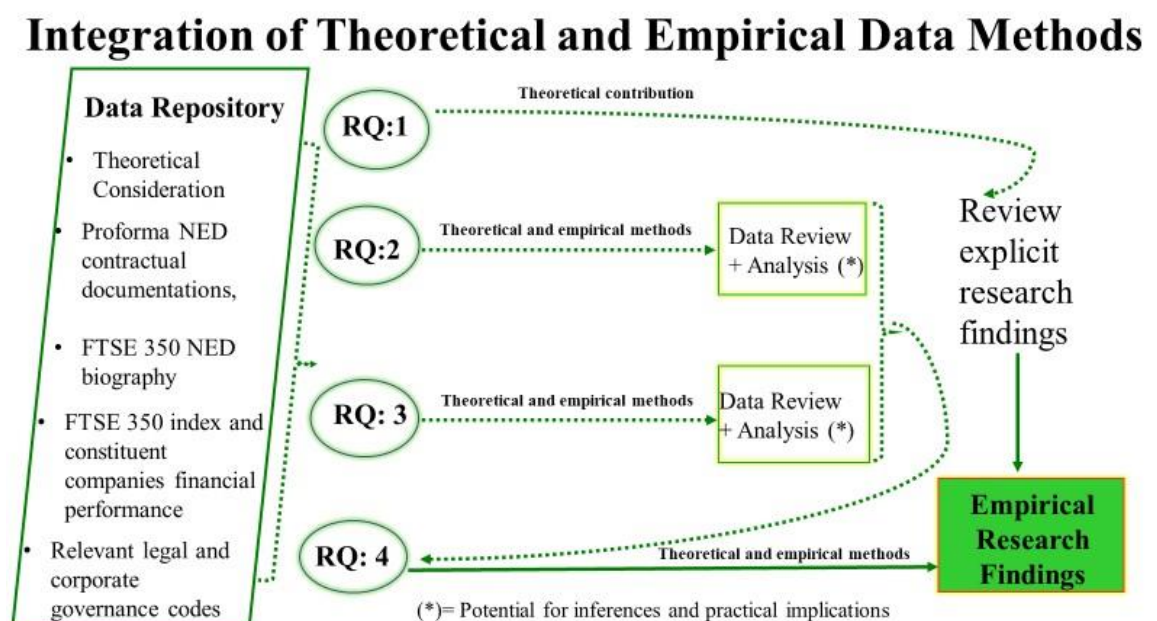 Integration of Theoretical and Empirical Data Methods
Data Repository
• Theoretical
Consideration
• Proforma NED
contractual
documentations,
• FTSE 350 NED
biography
• FTSE 350 index and
constituent
companies financial
performance
• Relevant legal and
corporate
governance codes
RQ:1
Theoretical contribution
RQ:2
Theoretical and empirical methods
Data Review
+ Analysis (*)
RQ: 3
Theoretical and empirical methods
Data Review
+ Analysis (*)
RQ: 4
Theoretical and empirical methods
Review
explicit
research
findings
Empirical
Research
Findings
(*)= Potential for inferences and practical implications